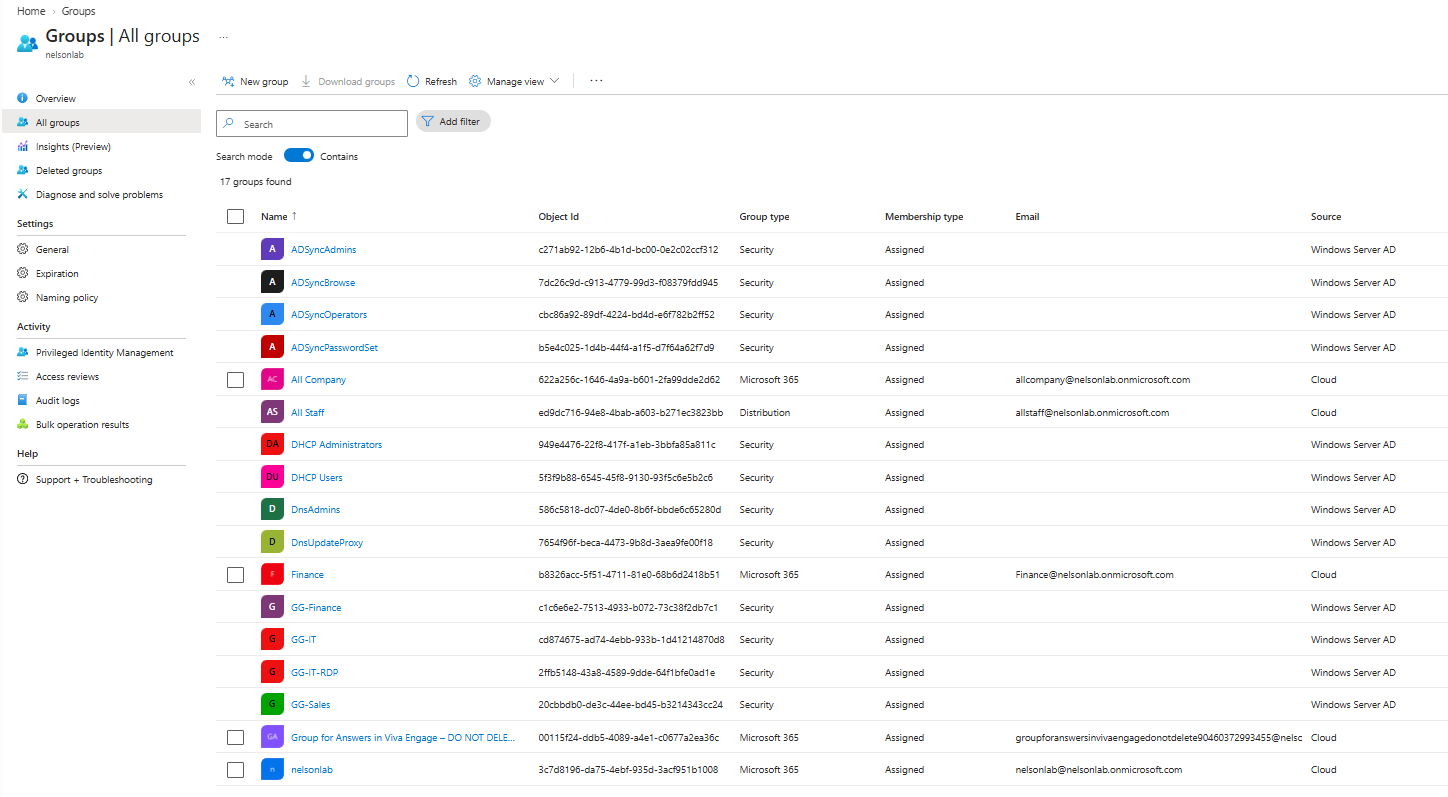 Home › Groups
Groups | All groups ...
nelsonlab
«
Overview
All groups
Insights (Preview)
Deleted groups
Diagnose and solve problems
Settings
General
Expiration
Naming policy
Activity
Privileged Identity Management
Access reviews
Audit logs
Bulk operation results
Help
Support + Troubleshooting
New group Download groups Refresh Manage view ...
Search Add filter
Search mode Contains
17 groups found
Name ↑ Object Id Group type Membership type Email Source
A ADSyncAdmins c271ab92-12b6-4b1d-bc00-0e2c02ccf312 Security Assigned Windows Server AD
A ADSyncBrowse 7dc26c9d-c913-4779-99d3-f08379fdd945 Security Assigned Windows Server AD
A ADSyncOperators cbc86a92-89df-4224-bd4d-e6f782b2ff52 Security Assigned Windows Server AD
A ADSyncPasswordSet b5e4c025-1d4b-44f4-a1f5-d7f64a62f7d9 Security Assigned Windows Server AD
AC All Company 622a256c-1646-4a9a-b601-2fa99dde2d62 Microsoft 365 Assigned allcompany@nelsonlab.onmicrosoft.com Cloud
AS All Staff ed9dc716-94e8-4bab-a603-b271ec3823bb Distribution Assigned allstaff@nelsonlab.onmicrosoft.com Cloud
DA DHCP Administrators 949e4476-22f8-417f-a1eb-3bbfa85a811c Security Assigned Windows Server AD
DU DHCP Users 5f3f9b88-6545-45f8-9130-93f5c6e5b2c6 Security Assigned Windows Server AD
D DnsAdmins 586c5818-dc07-4de0-8b6f-bbde6c65280d Security Assigned Windows Server AD
D DnsUpdateProxy 7654f96f-beca-4473-9b8d-3aea9fe00f18 Security Assigned Windows Server AD
F Finance b8326acc-5f51-4711-81e0-68b6d2418b51 Microsoft 365 Assigned Finance@nelsonlab.onmicrosoft.com Cloud
G GG-Finance c1c6e6e2-7513-4933-b072-73c38f2db7c1 Security Assigned Windows Server AD
G GG-IT cd874675-ad74-4ebb-933b-1d41214870d8 Security Assigned Windows Server AD
G GG-IT-RDP 2ffb5148-43a8-4589-9dde-64f1bfe0ad1e Security Assigned Windows Server AD
G GG-Sales 20cbbdb0-de3c-44ee-bd45-b3214343cc24 Security Assigned Windows Server AD
GA Group for Answers in Viva Engage – DO NOT DELE... 00115f24-ddb5-4089-a4e1-c0677a2ea36c Microsoft 365 Assigned groupforanswersinvivaengagedonotdelete90460372993455@nelsc Cloud
n nelsonlab 3c7d8196-da75-4ebf-935d-3acf951b1008 Microsoft 365 Assigned nelsonlab@nelsonlab.onmicrosoft.com Cloud